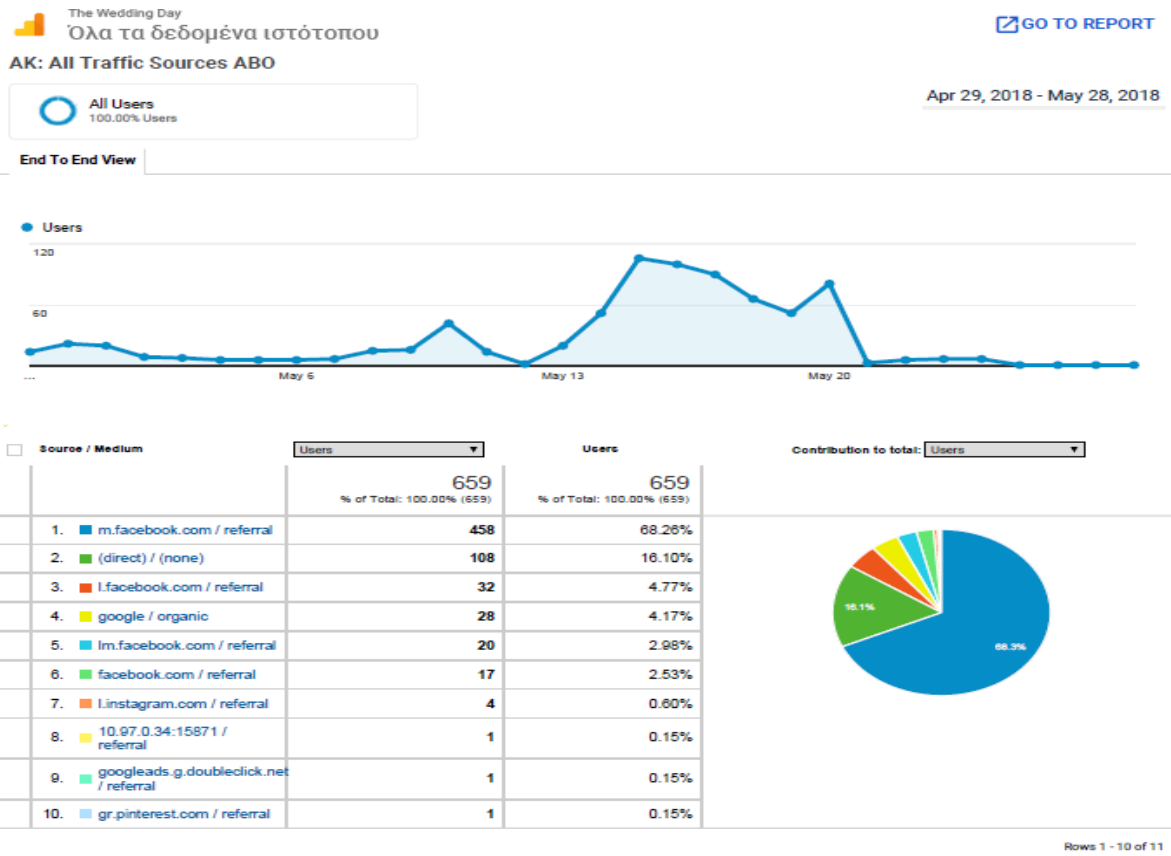 The Wedding Day
Όλα τα δεδομένα ιστότοπου
GO TO REPORT
AK: All Traffic Sources ABO
All Users
100.00% Users
Apr 29, 2018 - May 28, 2018
End To End View
Users
120
60
...
May 6
May 13
May 20
Source / Medium
Users
Users
Contribution to total: Users
659
% of Total: 100.00% (659)
659
% of Total: 100.00% (659)
1. m.facebook.com / referral 458 68.26%
2. (direct) / (none) 108 16.10%
3. l.facebook.com / referral 32 4.77%
4. google / organic 28 4.17%
5. lm.facebook.com / referral 20 2.98%
6. facebook.com / referral 17 2.53%
7. l.instagram.com / referral 4 0.60%
8. 10.97.0.34:15871 /
referral 1 0.15%
9. googleads.g.doubleclick.net
/ referral 1 0.15%
10. gr.pinterest.com / referral 1 0.15%
16.1%
68.3%
Rows 1 - 10 of 11